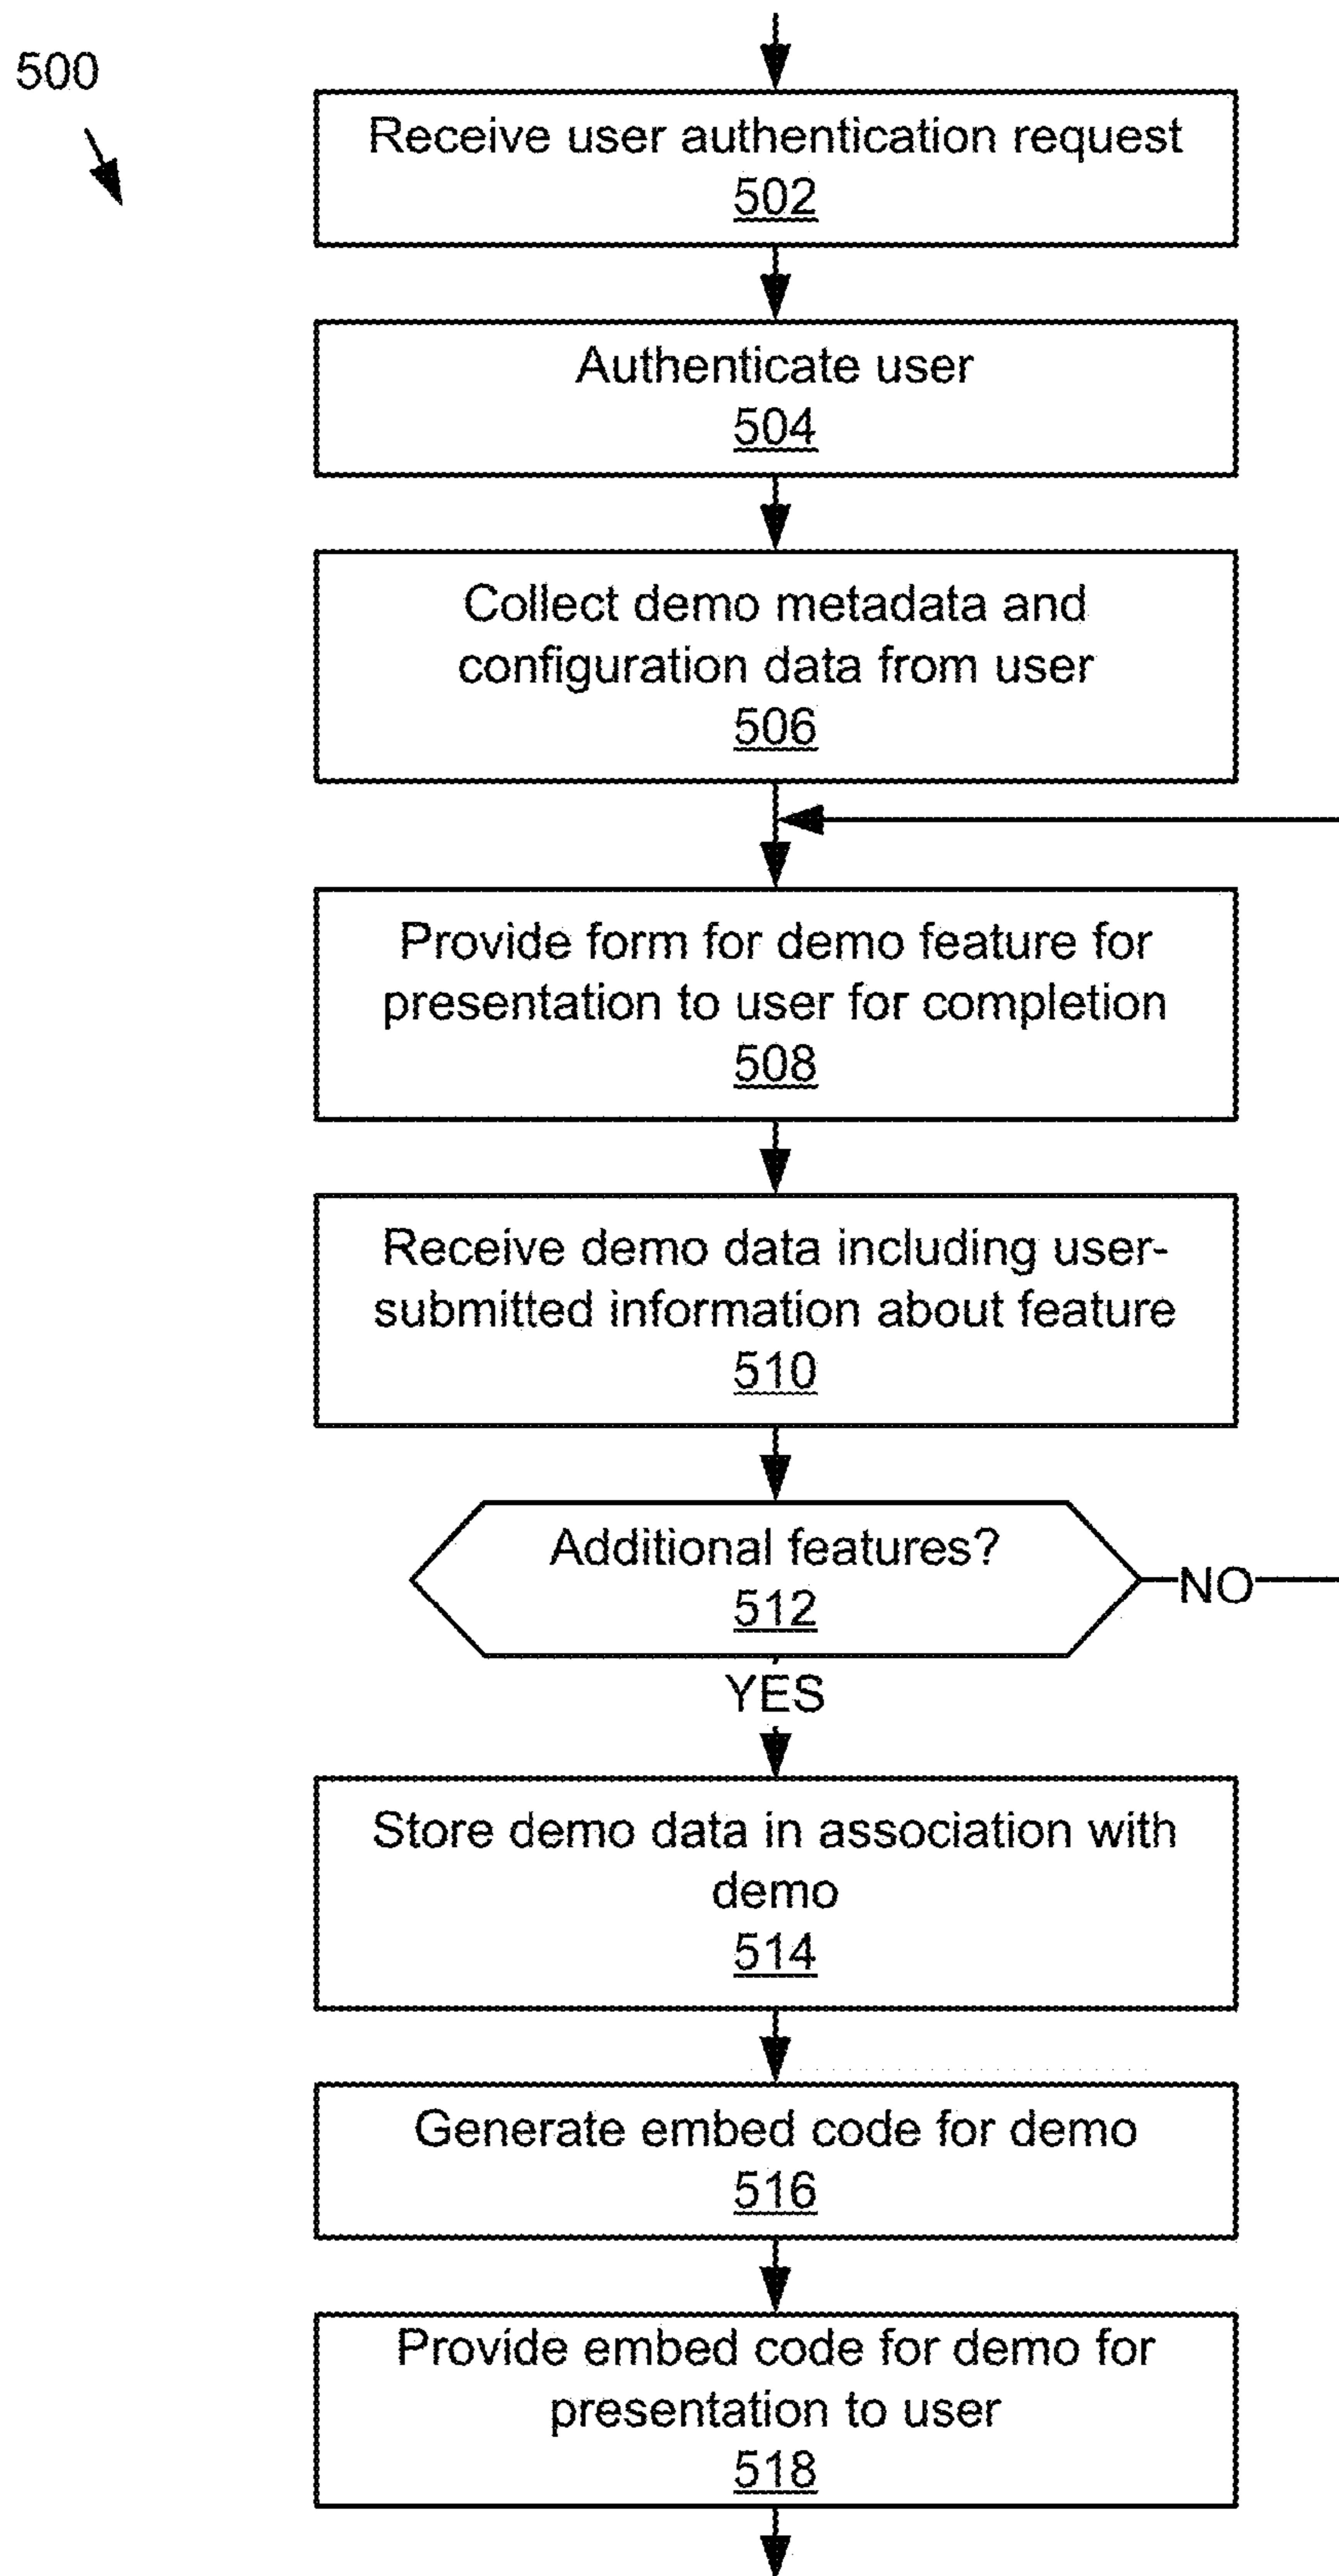 500
Receive user authentication request
502
Authenticate user
504
Collect demo metadata and
configuration data from user
506
Provide form for demo feature for
presentation to user for completion
508
Receive demo data including user-
submitted information about feature
510
Additional features?
512
NO
YES
Store demo data in association with
demo
514
Generate embed code for demo
516
Provide embed code for demo for
presentation to user
518